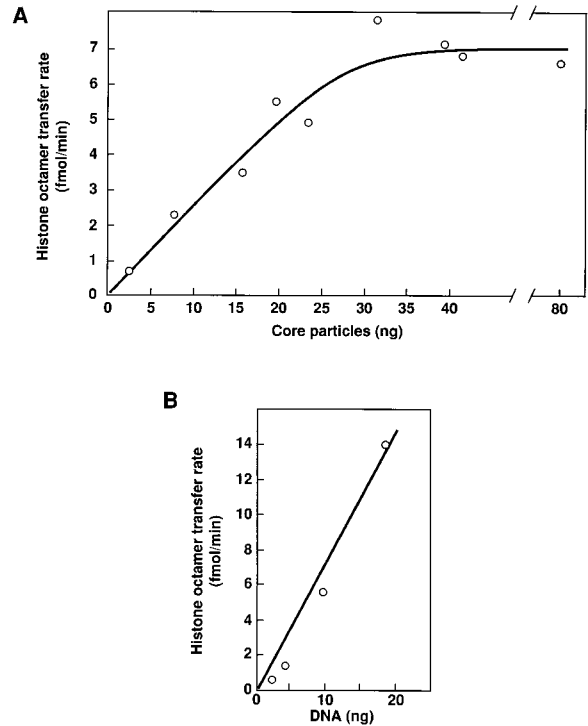 A
Histone octamer transfer rate
(fmol/min)
7
6
5
4
3
2
1
0
0 5 10 15 20 25 30 35 40 80
Core particles (ng)
B
Histone octamer transfer rate
(fmol/min)
14
12
10
8
6
4
2
0
0 10 20
DNA (ng)